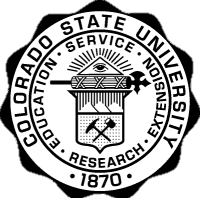 COLORADO STATE UNIVERSITY
EDUCATION · SERVICE · EXTENSION · RESEARCH ·
· 1870 ·